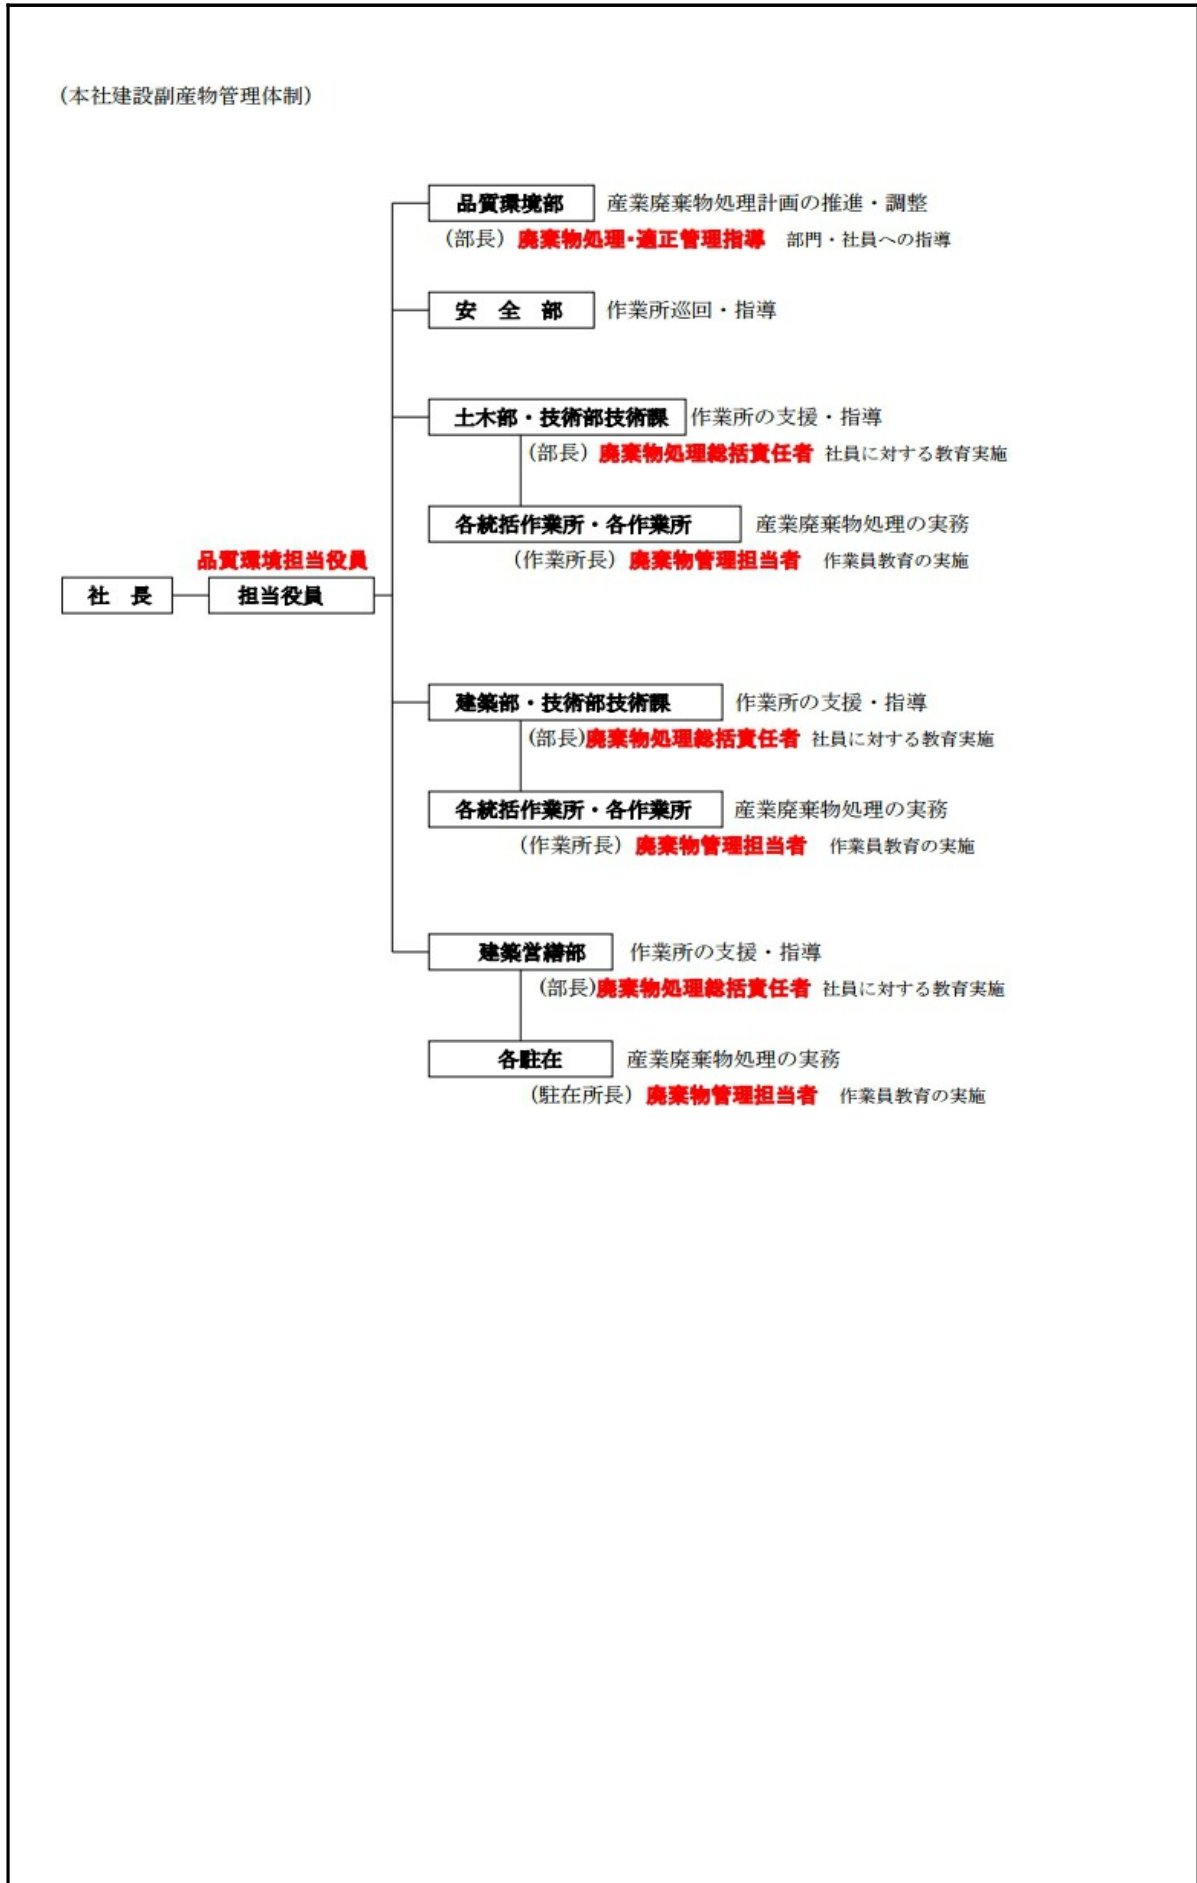 (本社建設副産物管理体制)
品質環境部 産業廃棄物処理計画の推進・調整
(部長) 廃棄物処理・適正管理指導 部門・社員への指導
安 全 部 作業所巡回・指導
土木部・技術部技術課 作業所の支援・指導
(部長) 廃棄物処理総括責任者 社員に対する教育実施
各統括作業所・各作業所 産業廃棄物処理の実務
品質環境担当役員 (作業所長) 廃棄物管理担当者 作業員教育の実施
社 長 担当役員
建築部・技術部技術課 作業所の支援・指導
(部長)廃棄物処理総括責任者 社員に対する教育実施
各統括作業所・各作業所 産業廃棄物処理の実務
(作業所長) 廃棄物管理担当者 作業員教育の実施
建築営繕部 作業所の支援・指導
(部長)廃棄物処理総括責任者 社員に対する教育実施
各駐在 産業廃棄物処理の実務
(駐在所長) 廃棄物管理担当者 作業員教育の実施